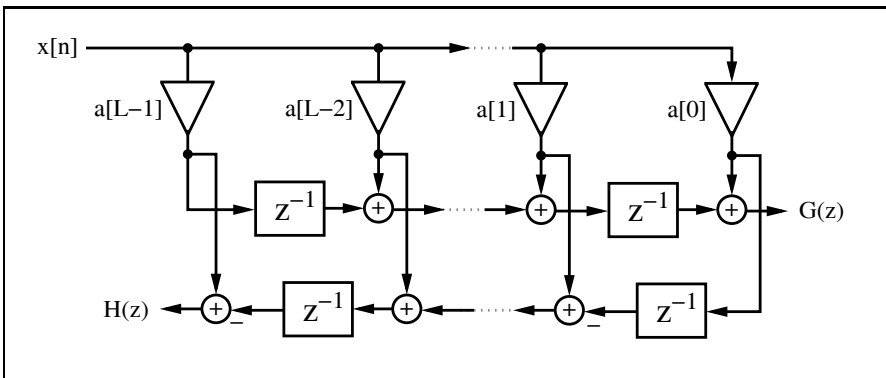 x[n]
a[L−1] a[L−2] a[1] a[0]
z⁻¹ + z⁻¹ + G(z)
+
H(z) + − z⁻¹ + + − z⁻¹